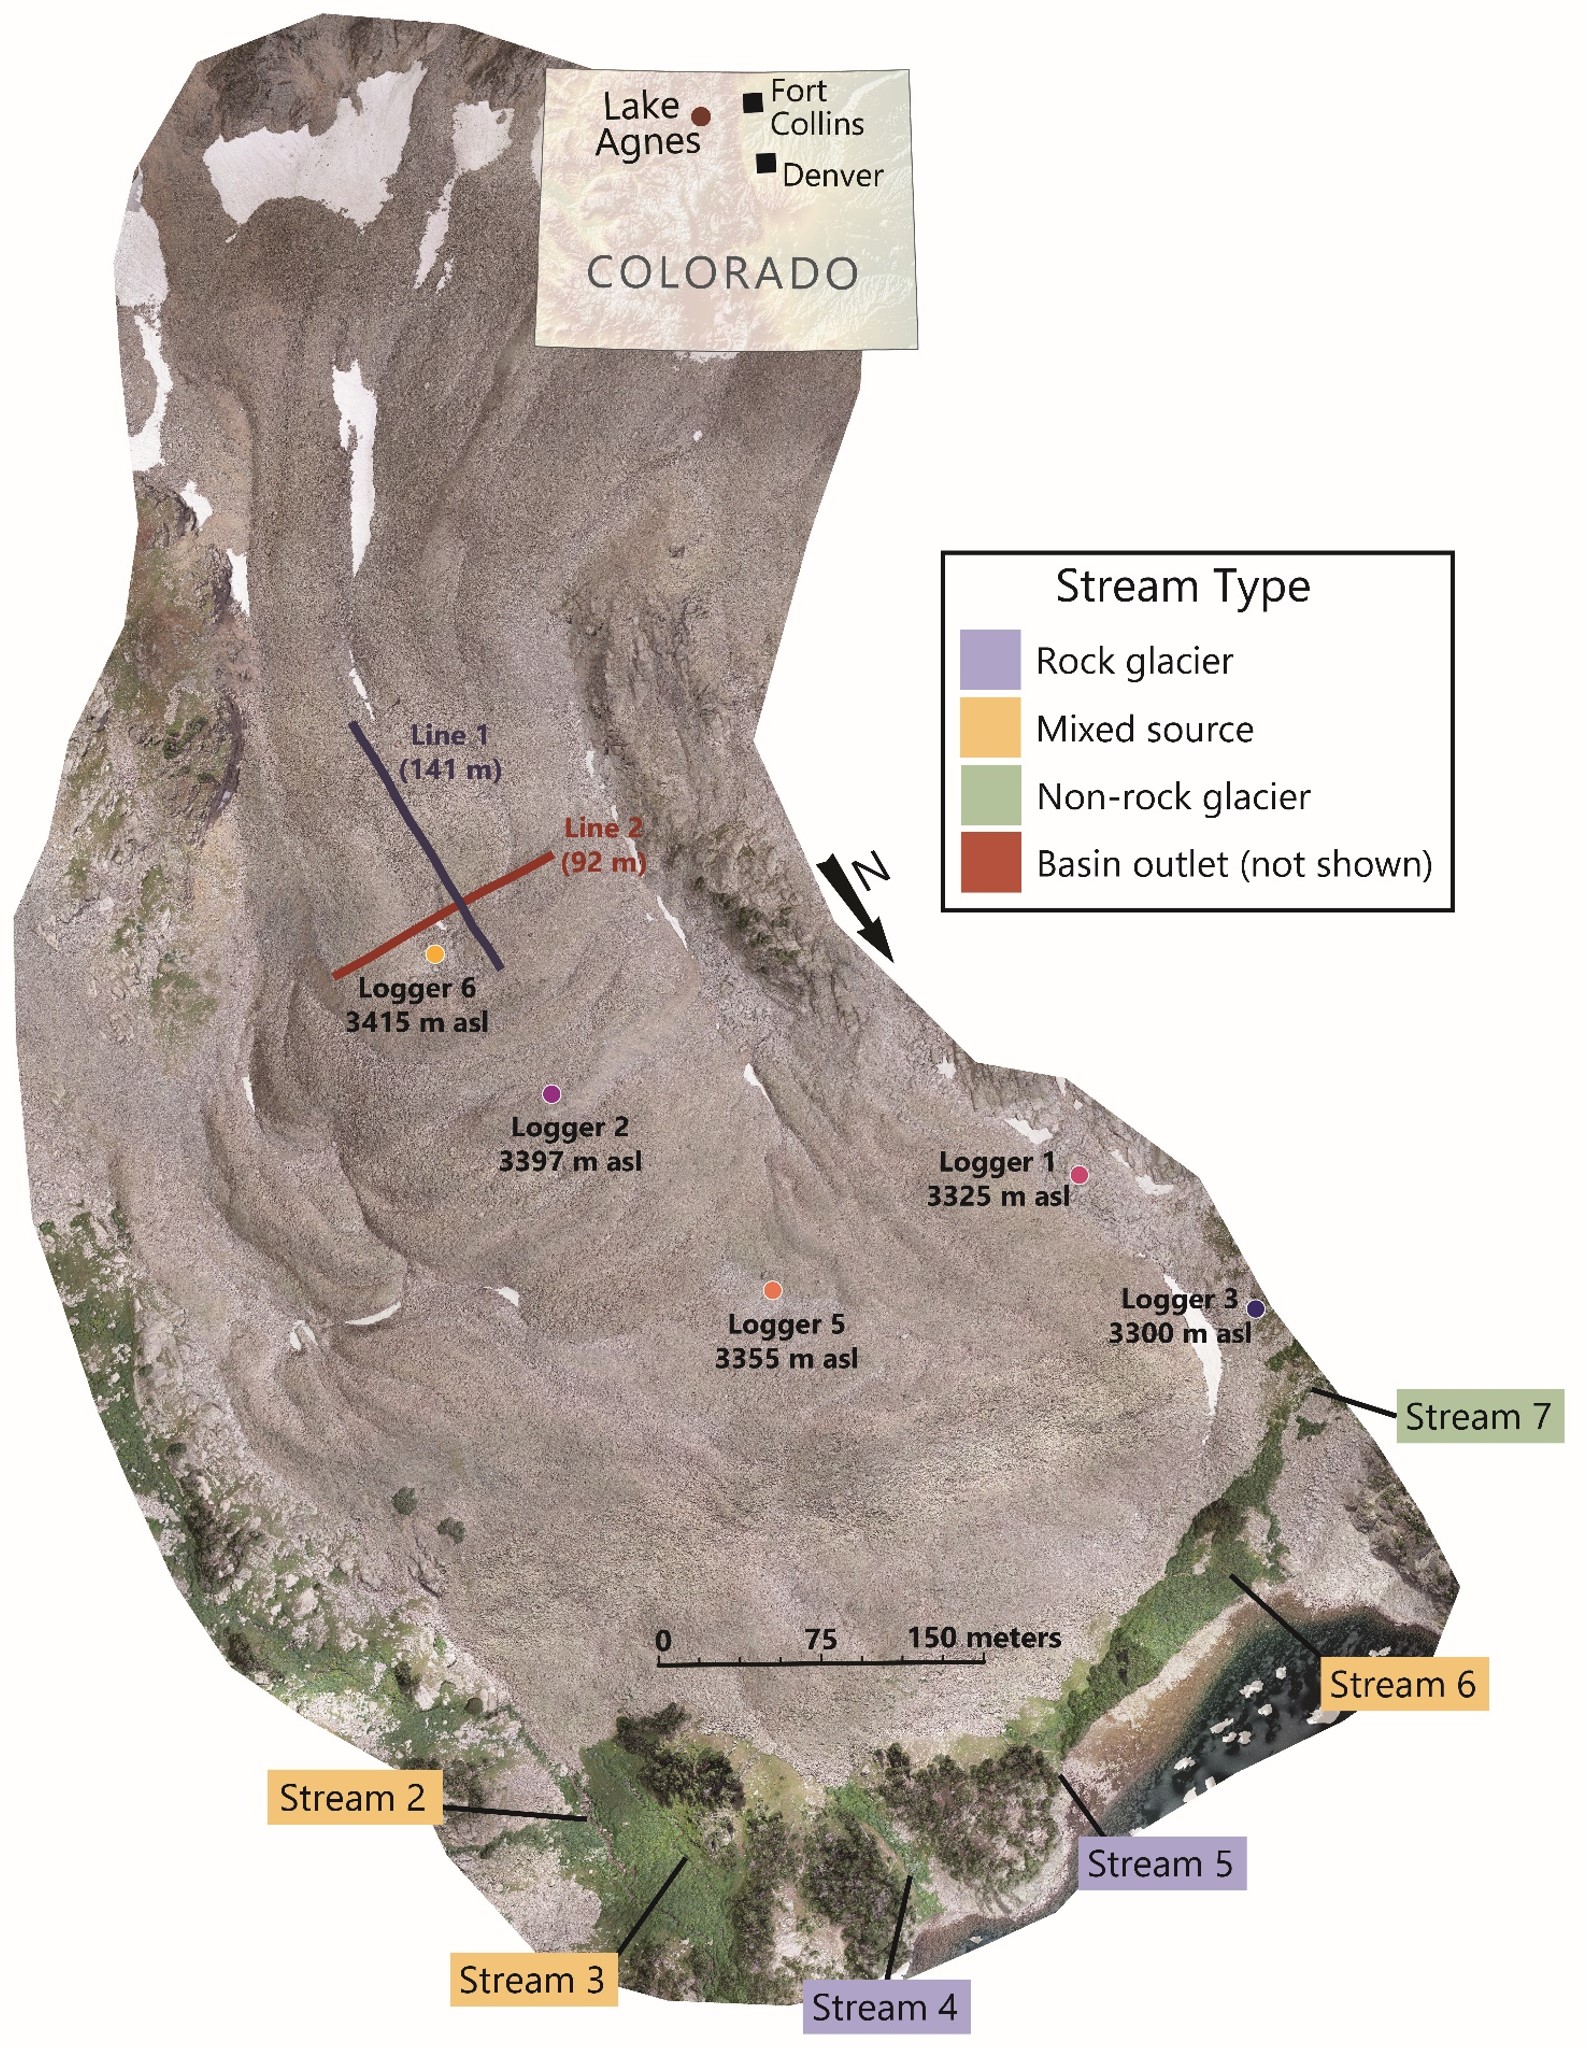 Lake
Agnes
Fort
Collins
Denver
COLORADO
Stream Type
Rock glacier
Mixed source
Non-rock glacier
Basin outlet (not shown)
Line 1
(141 m)
Line 2
(92 m)
N
Logger 6
3415 m asl
Logger 2
3397 m asl
Logger 1
3325 m asl
Logger 5
3355 m asl
Logger 3
3300 m asl
Stream 7
0 75 150 meters
Stream 6
Stream 2
Stream 5
Stream 3
Stream 4